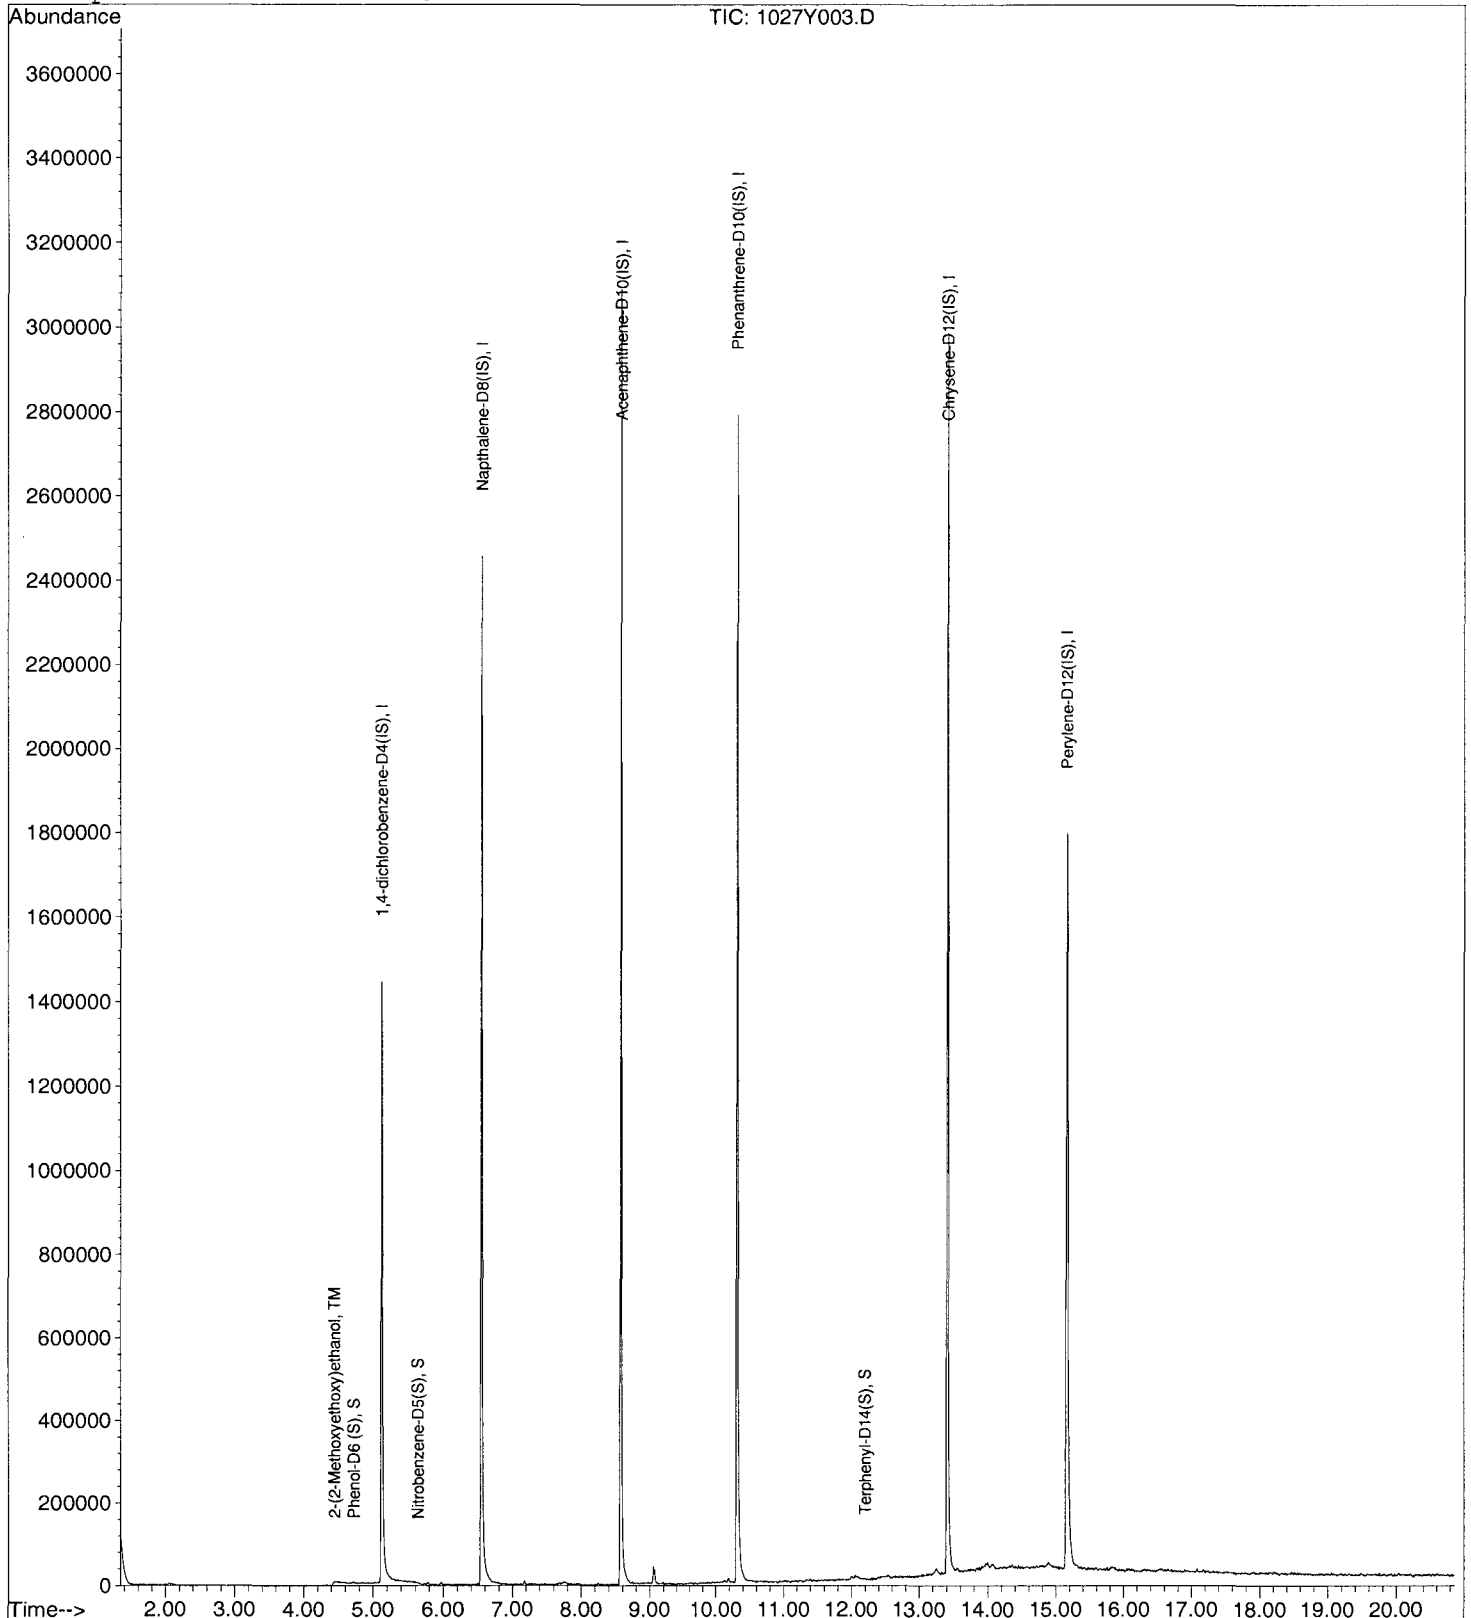 Abundance
TIC: 1027Y003.D
3600000
3400000
Phenanthrene-D10(IS), I
3200000
Acenaphthene-D10(IS), I
Chrysene-D12(IS), I
3000000
Napthalene-D8(IS), I
2800000
2600000
2400000
2200000
Perylene-D12(IS), I
1,4-dichlorobenzene-D4(IS), I
2000000
1800000
1600000
1400000
1200000
1000000
800000
2-(2-Methoxyethoxy)ethanol, TM
Phenol-D6 (S), S
Nitrobenzene-D5(S), S
Terphenyl-D14(S), S
600000
400000
200000
0
Time--> 2.00 3.00 4.00 5.00 6.00 7.00 8.00 9.00 10.00 11.00 12.00 13.00 14.00 15.00 16.00 17.00 18.00 19.00 20.00